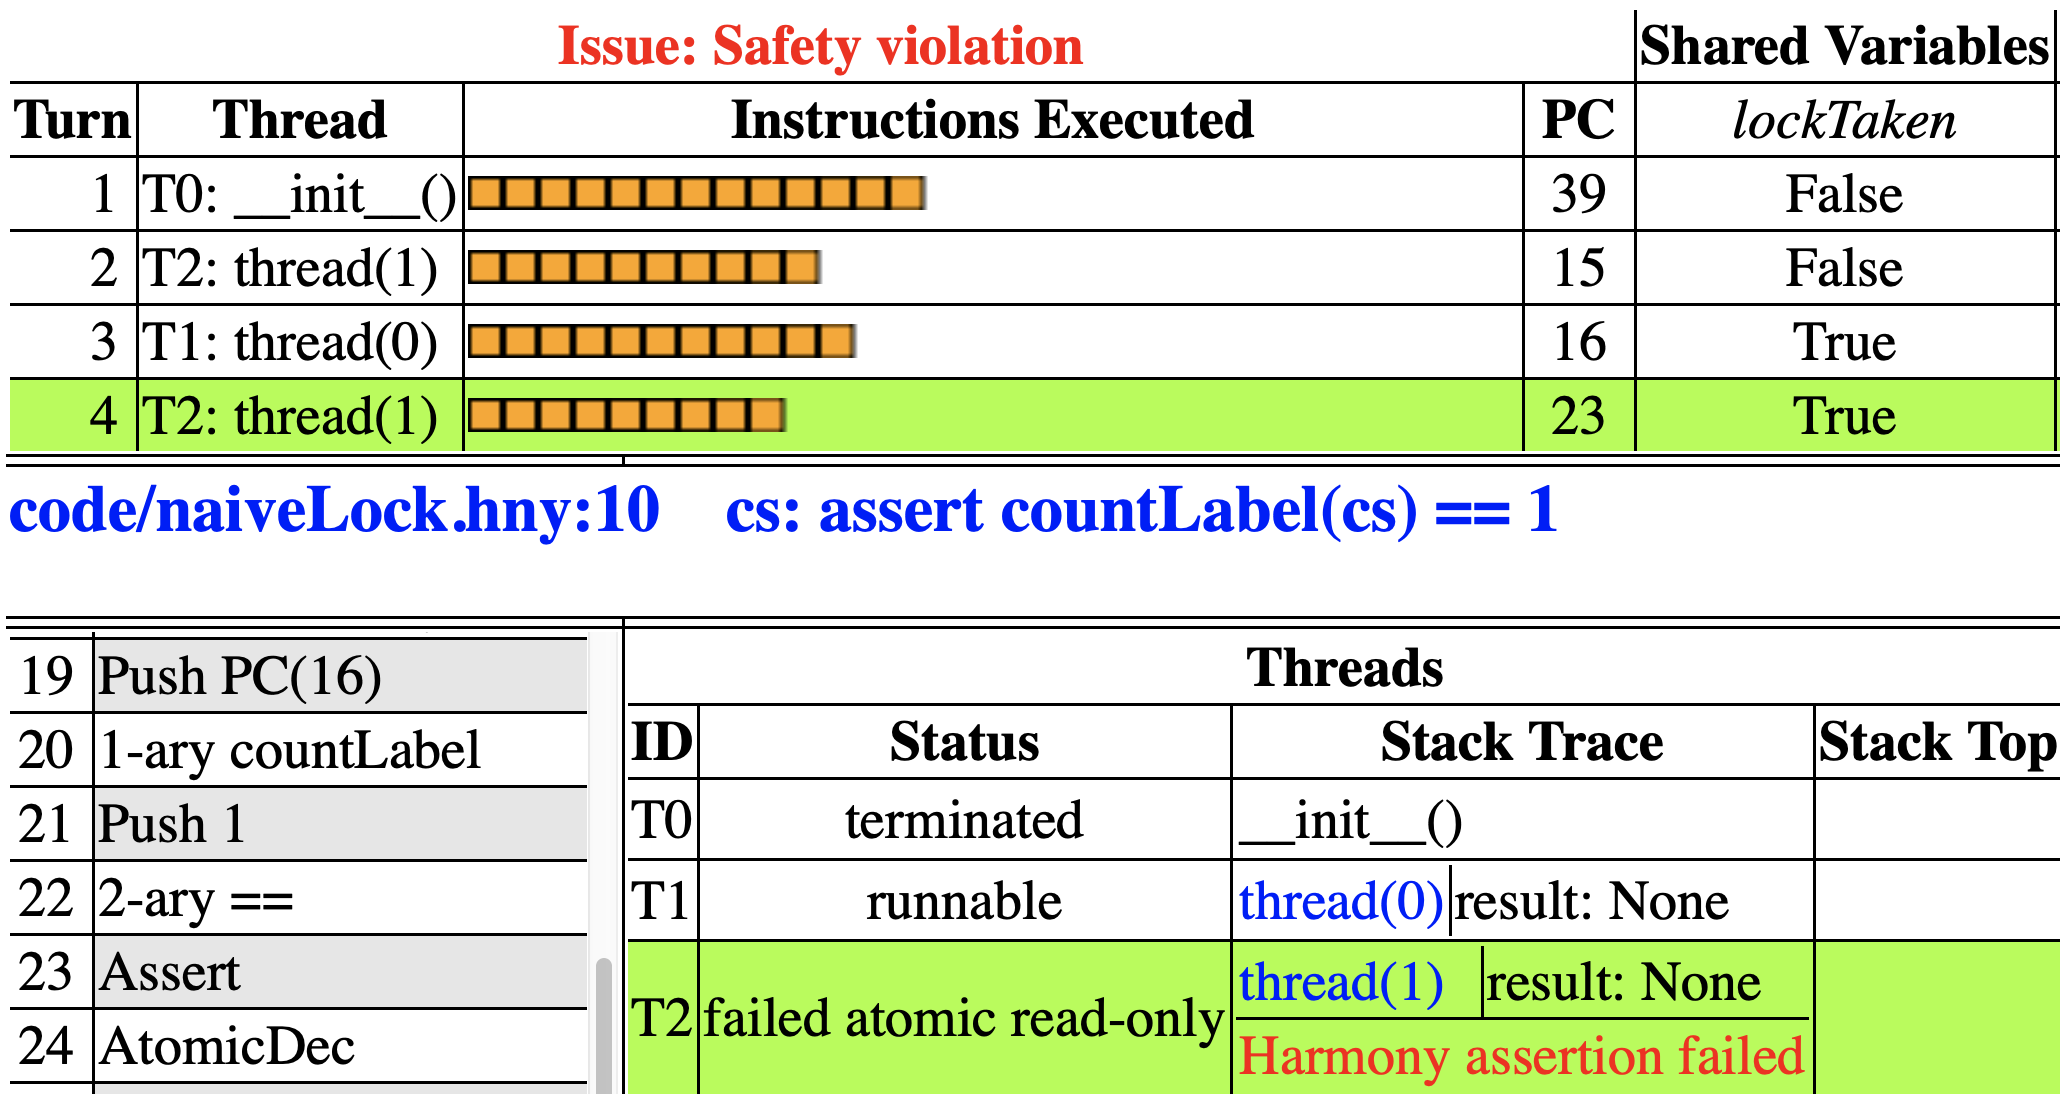 Issue: Safety violation Shared Variables
Turn Thread Instructions Executed PC lockTaken
1 T0: __init__() 39 False
2 T2: thread(1) 15 False
3 T1: thread(0) 16 True
4 T2: thread(1) 23 True
code/naiveLock.hny:10 cs: assert countLabel(cs) == 1
19 Push PC(16)
20 1-ary countLabel
21 Push 1
22 2-ary ==
23 Assert
24 AtomicDec
Threads
ID Status Stack Trace Stack Top
T0 terminated __init__()
T1 runnable thread(0) result: None
T2 failed atomic read-only thread(1) result: None
Harmony assertion failed